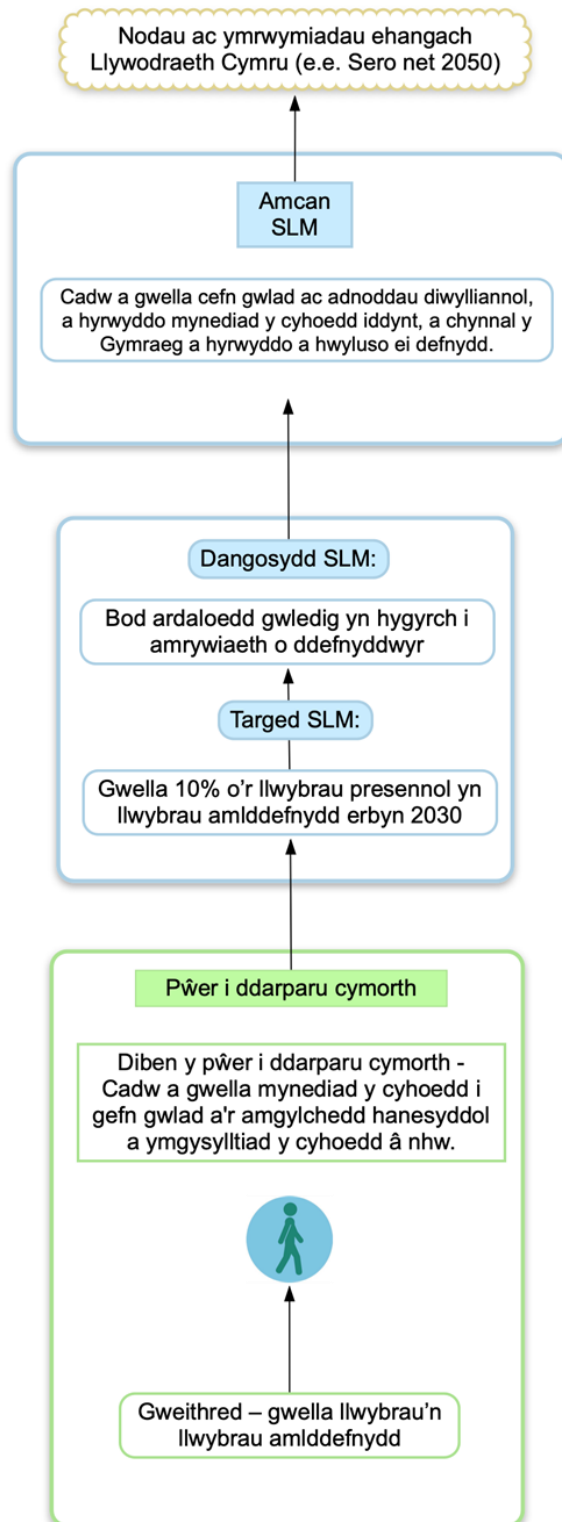 Nodau ac ymrwymiadau ehangach
Llywodraeth Cymru (e.e. Sero net 2050)
Amcan
SLM
Cadw a gwella cefn gwlad ac adnoddau diwylliannol,
a hyrwyddo mynediad y cyhoedd iddynt, a chynnal y
Gymraeg a hyrwyddo a hwyluso ei defnydd.
Dangosydd SLM:
Bod ardaloedd gwledig yn hygyrch i
amrywiaeth o ddefnyddwyr
Targed SLM:
Gwella 10% o’r llwybrau presennol yn
llwybrau amlddefnydd erbyn 2030
Pŵer i ddarparu cymorth
Diben y pŵer i ddarparu cymorth -
Cadw a gwella mynediad y cyhoedd i
gefn gwlad a'r amgylchedd hanesyddol
a ymgysylltiad y cyhoedd â nhw.
Gweithred – gwella llwybrau’n
llwybrau amlddefnydd